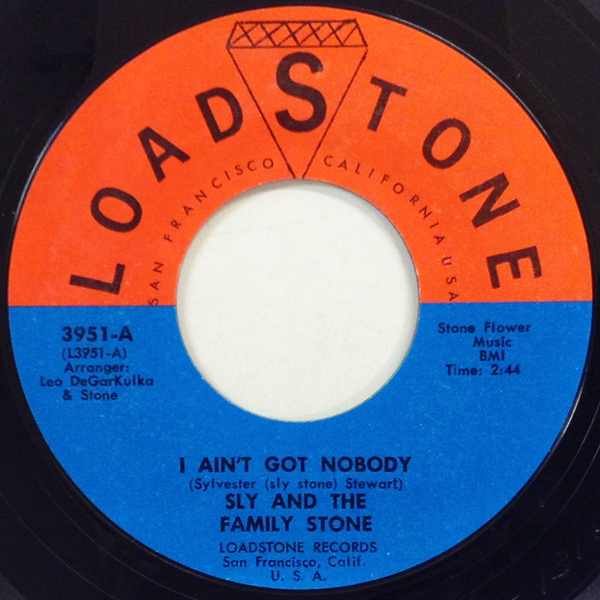 LOADSTONE
SAN FRANCISCO CALIFORNIA USA
3951-A
(L3951-A)
Arranger:
Leo DeGarKulka
& Stone
Stone Flower
Music
BMI
Time: 2:44
I AIN'T GOT NOBODY
(Sylvester (sly stone) Stewart)
SLY AND THE
FAMILY STONE
LOADSTONE RECORDS
San Francisco, Calif.
U. S. A.